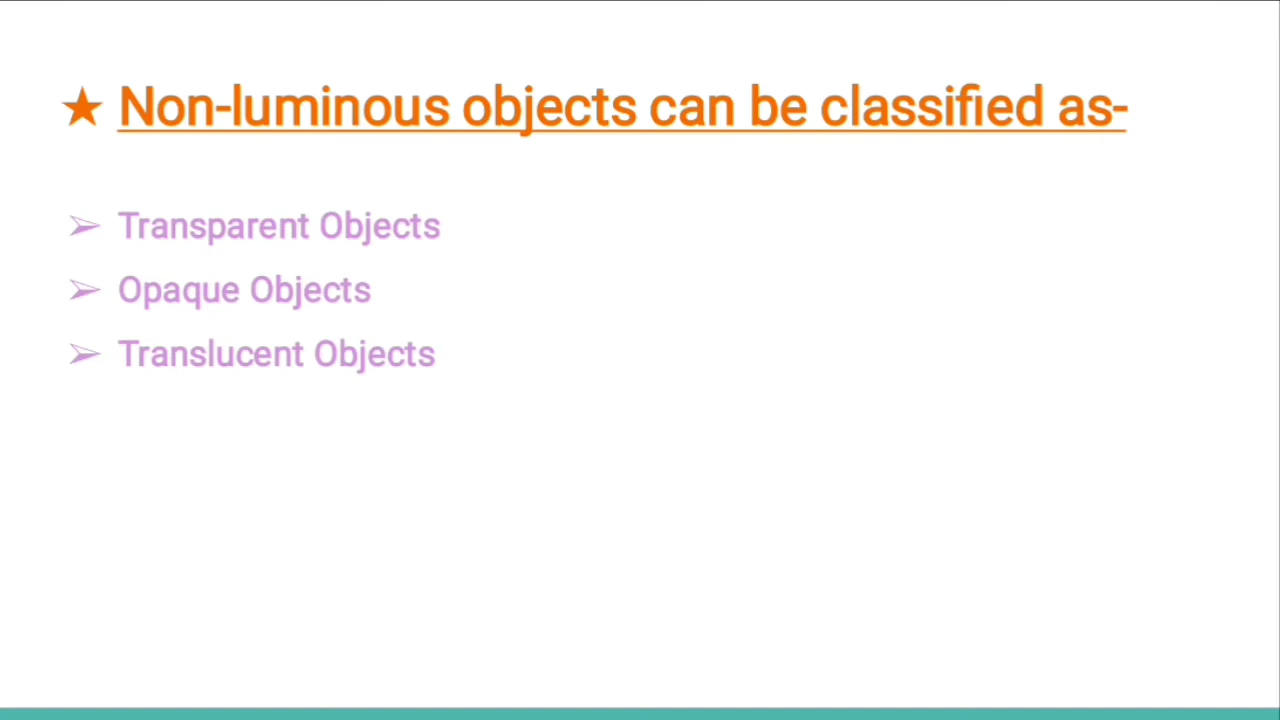 ★ Non-luminous objects can be classified as-
➢ Transparent Objects
➢ Opaque Objects
➢ Translucent Objects